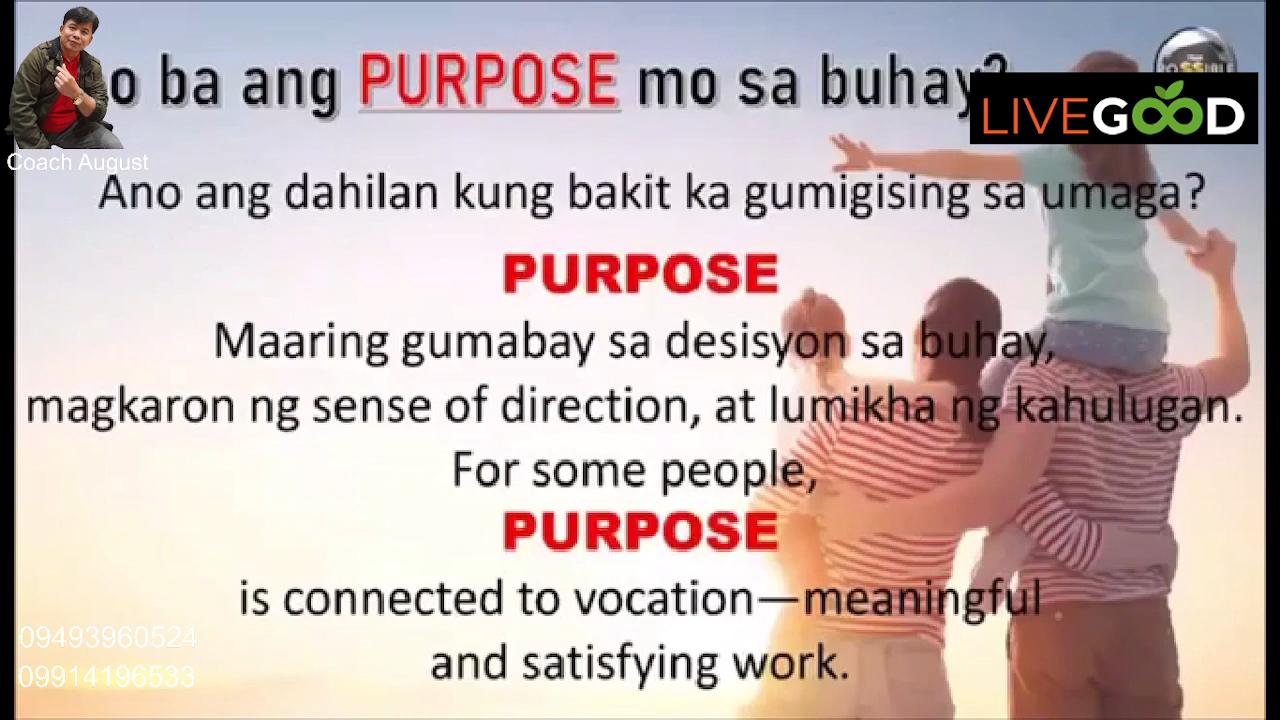 o ba ang PURPOSE mo sa buhay?
LIVEGOOD
Coach August
Ano ang dahilan kung bakit ka gumigising sa umaga?
PURPOSE
Maaring gumabay sa desisyon sa buhay,
magkaron ng sense of direction, at lumikha ng kahulugan.
For some people,
PURPOSE
is connected to vocation—meaningful
and satisfying work.
09493960524
09914196533